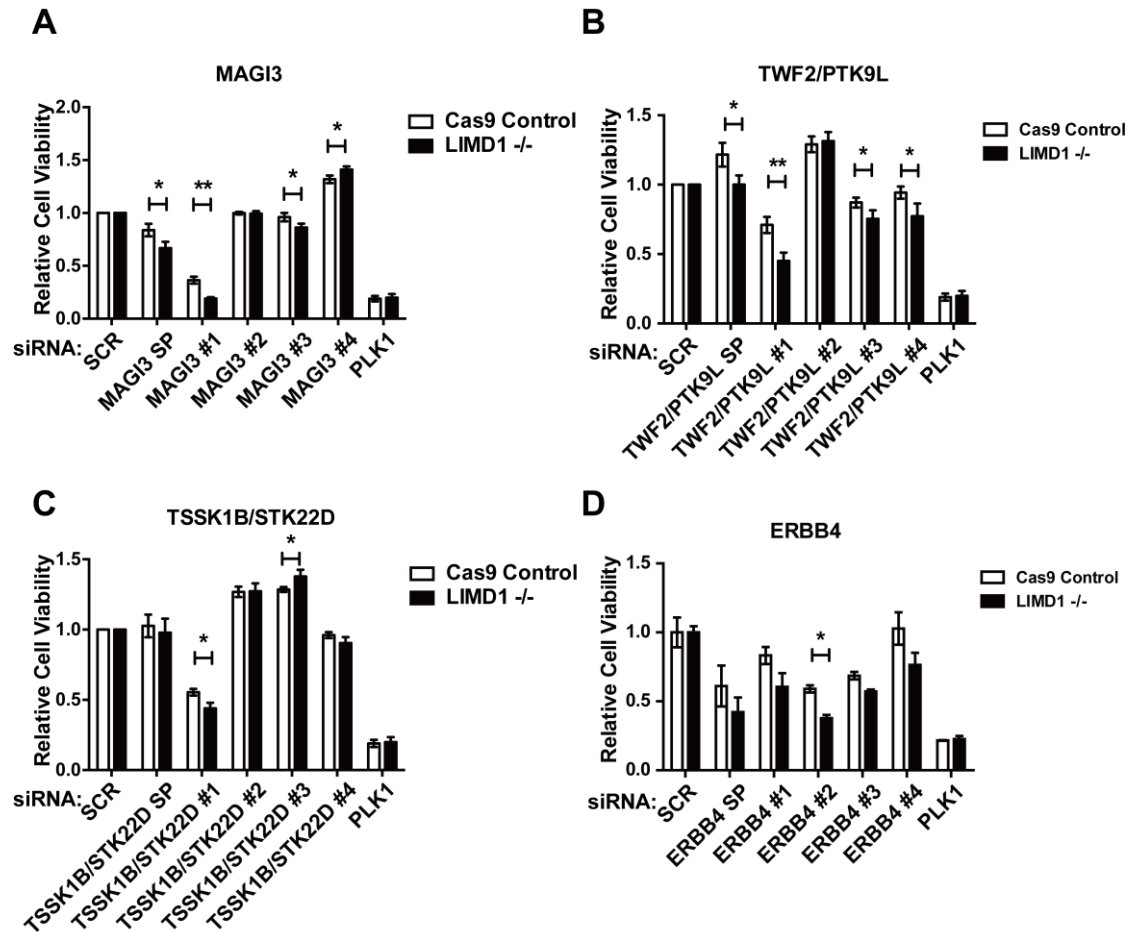 A
MAGI3
Relative Cell Viability
2.0
1.5
1.0
0.5
0.0
*
**
*
*
Cas9 Control
LIMD1 -/-
siRNA:
SCR
MAGI3 SP
MAGI3 #1
MAGI3 #2
MAGI3 #3
MAGI3 #4
PLK1
B
TWF2/PTK9L
Relative Cell Viability
1.5
1.0
0.5
0.0
*
**
*
*
Cas9 Control
LIMD1 -/-
siRNA:
SCR
TWF2/PTK9L SP
TWF2/PTK9L #1
TWF2/PTK9L #2
TWF2/PTK9L #3
TWF2/PTK9L #4
PLK1
C
TSSK1B/STK22D
Relative Cell Viability
1.5
1.0
0.5
0.0
*
*
Cas9 Control
LIMD1 -/-
siRNA:
SCR
TSSK1B/STK22D SP
TSSK1B/STK22D #1
TSSK1B/STK22D #2
TSSK1B/STK22D #3
TSSK1B/STK22D #4
PLK1
D
ERBB4
Relative Cell Viability
1.5
1.0
0.5
0.0
*
Cas9 Control
LIMD1 -/-
siRNA:
SCR
ERBB4 SP
ERBB4 #1
ERBB4 #2
ERBB4 #3
ERBB4 #4
PLK1